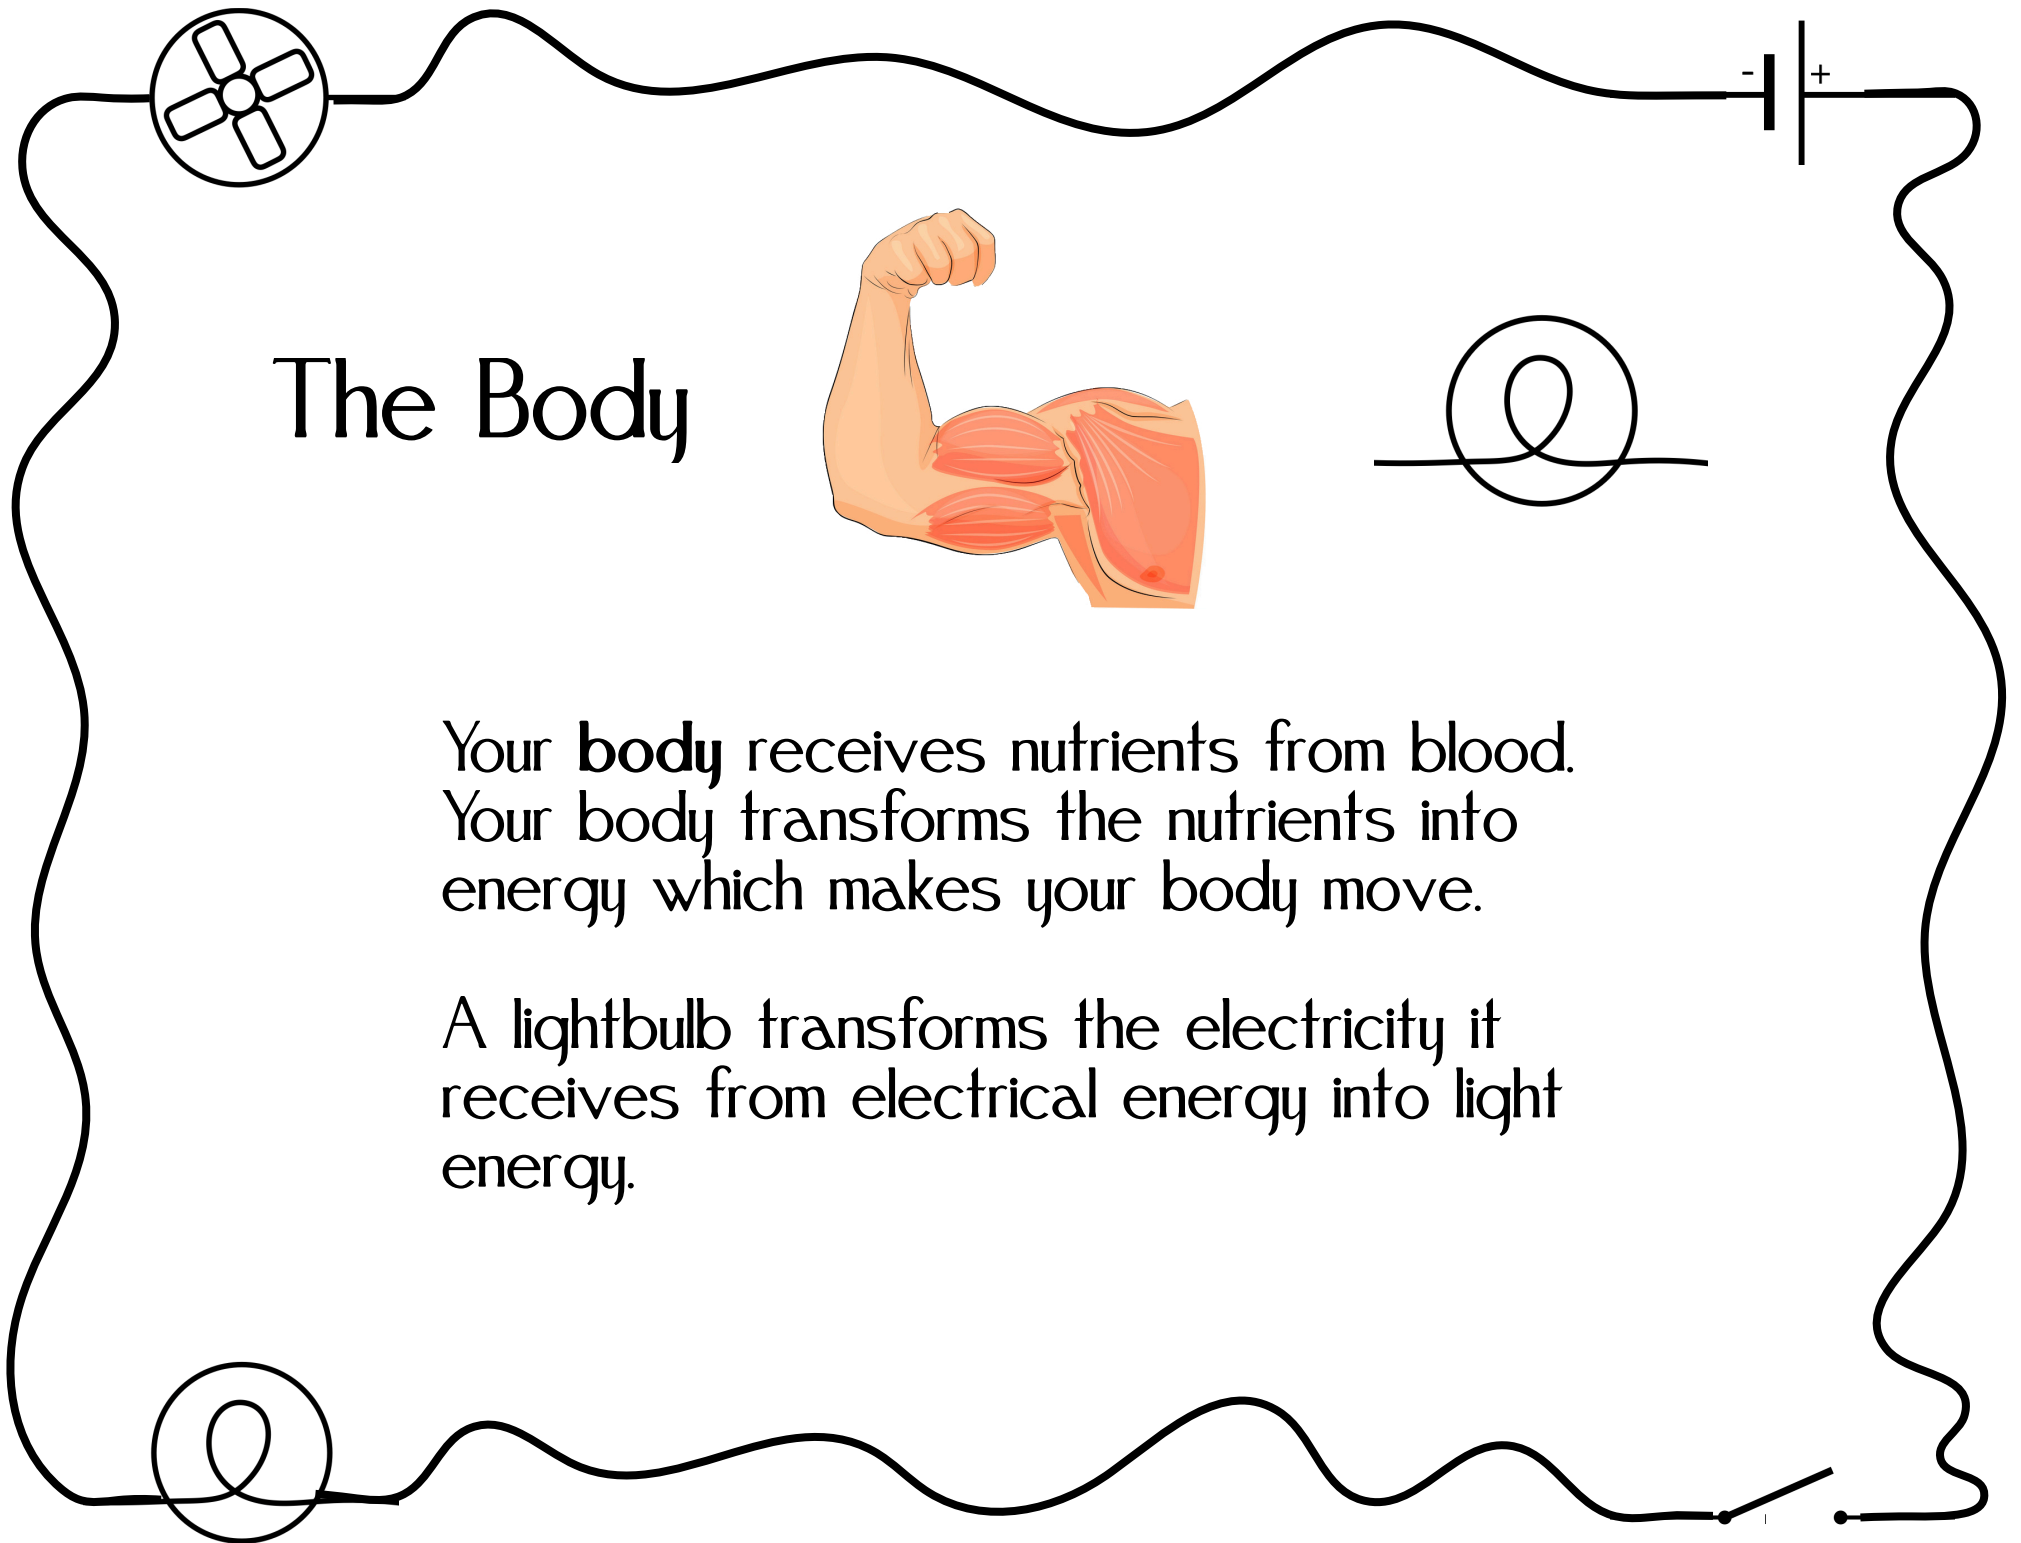 - +
The Body
Your body receives nutrients from blood.
Your body transforms the nutrients into
energy which makes your body move.
A lightbulb transforms the electricity it
receives from electrical energy into light
energy.